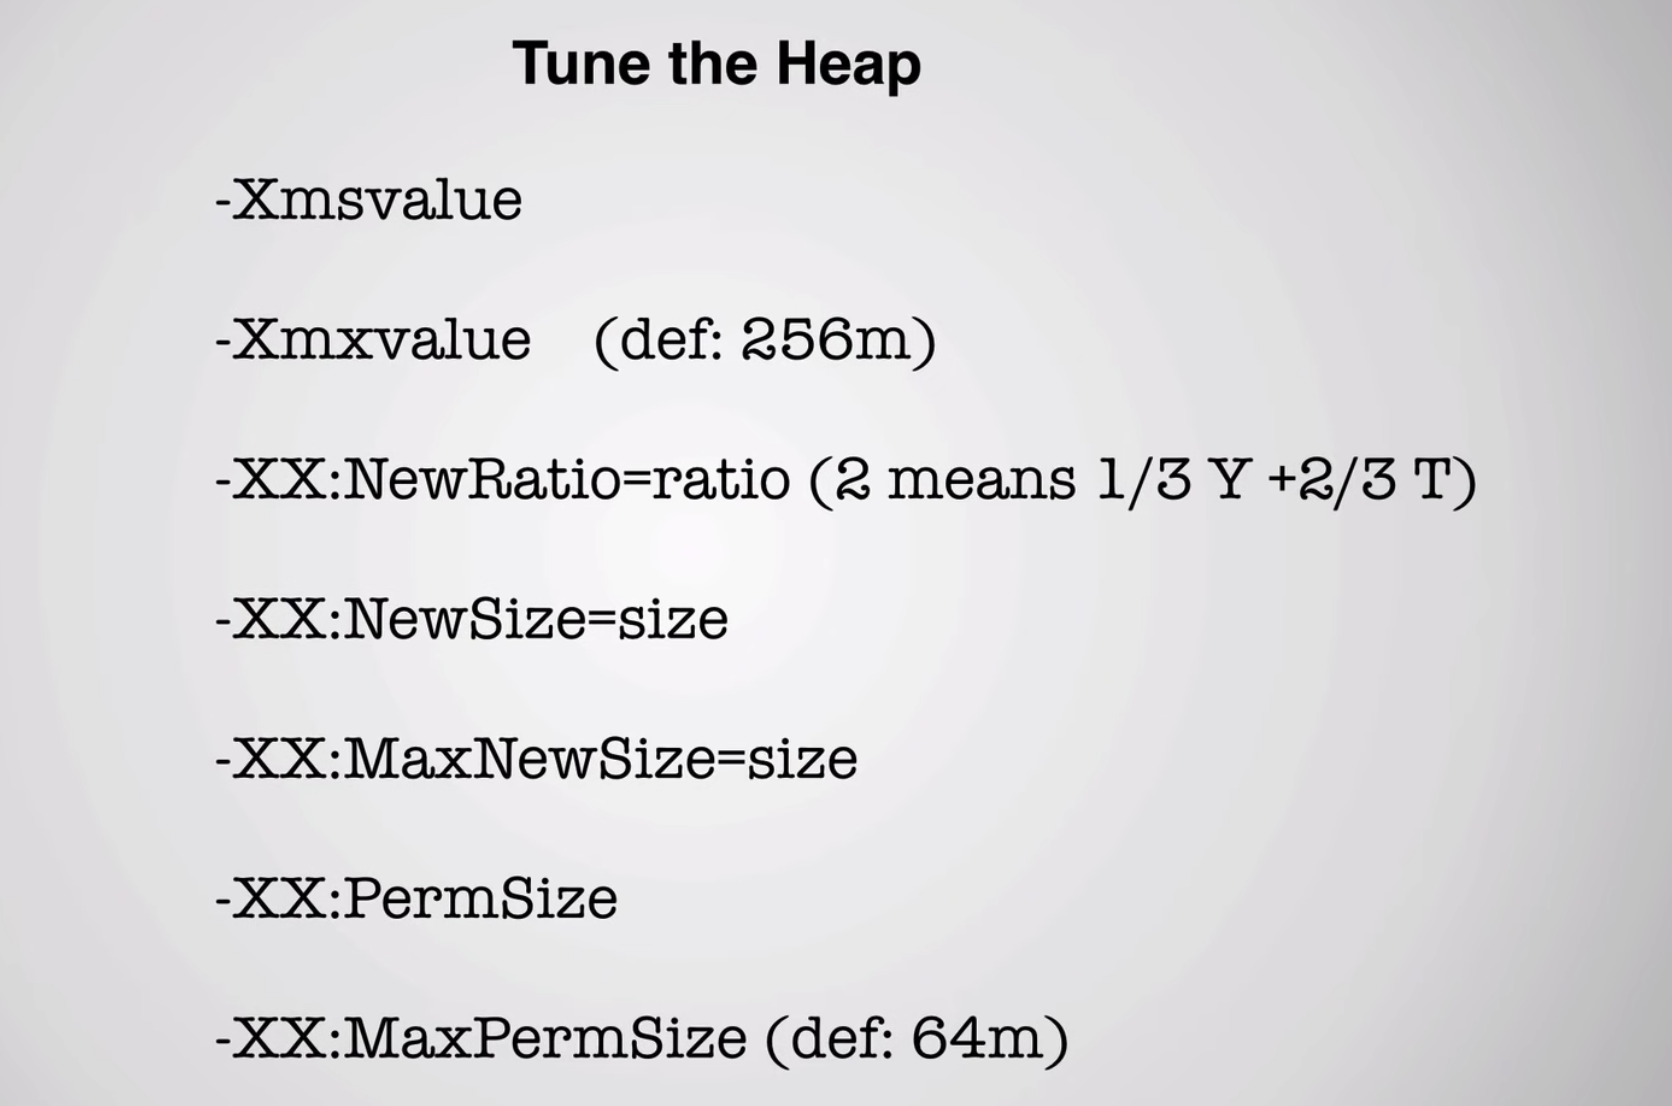 Tune the Heap
-Xmsvalue
-Xmxvalue (def: 256m)
-XX:NewRatio=ratio (2 means 1/3 Y +2/3 T)
-XX:NewSize=size
-XX:MaxNewSize=size
-XX:PermSize
-XX:MaxPermSize (def: 64m)